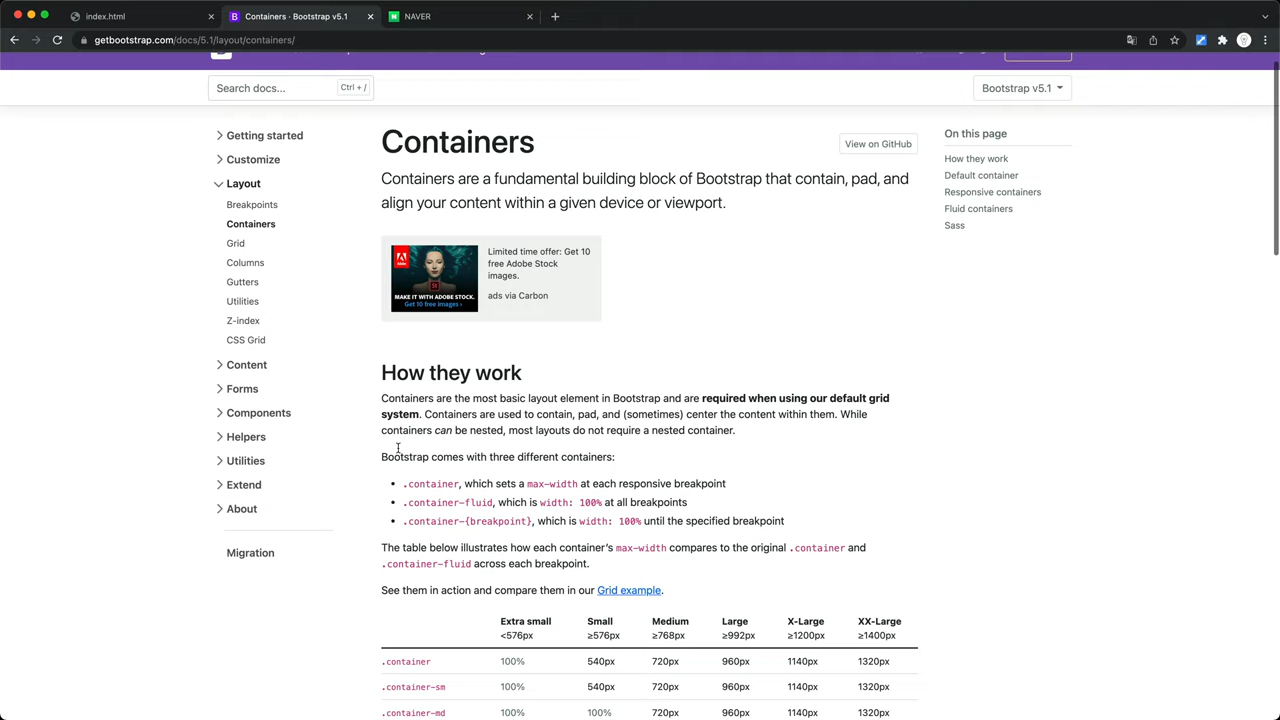 index.html
Containers · Bootstrap v5.1
NAVER
getbootstrap.com/docs/5.1/layout/containers/
Search docs...
Ctrl + /
Bootstrap v5.1
Getting started
Customize
Layout
Breakpoints
Containers
Grid
Columns
Gutters
Utilities
Z-index
CSS Grid
Content
Forms
Components
Helpers
Utilities
Extend
About
Migration
Containers
View on GitHub
Containers are a fundamental building block of Bootstrap that contain, pad, and
align your content within a given device or viewport.
MAKE IT WITH ADOBE STOCK.
Get 10 free images ›
Limited time offer: Get 10
free Adobe Stock
images.
ads via Carbon
How they work
Containers are the most basic layout element in Bootstrap and are required when using our default grid
system. Containers are used to contain, pad, and (sometimes) center the content within them. While
containers can be nested, most layouts do not require a nested container.
Bootstrap comes with three different containers:
• .container, which sets a max-width at each responsive breakpoint
• .container-fluid, which is width: 100% at all breakpoints
• .container-{breakpoint}, which is width: 100% until the specified breakpoint
The table below illustrates how each container's max-width compares to the original .container and
.container-fluid across each breakpoint.
See them in action and compare them in our Grid example.
Extra small Small Medium Large X-Large XX-Large
<576px ≥576px ≥768px ≥992px ≥1200px ≥1400px
.container 100% 540px 720px 960px 1140px 1320px
.container-sm 100% 540px 720px 960px 1140px 1320px
.container-md 100% 100% 720px 960px 1140px 1320px
On this page
How they work
Default container
Responsive containers
Fluid containers
Sass